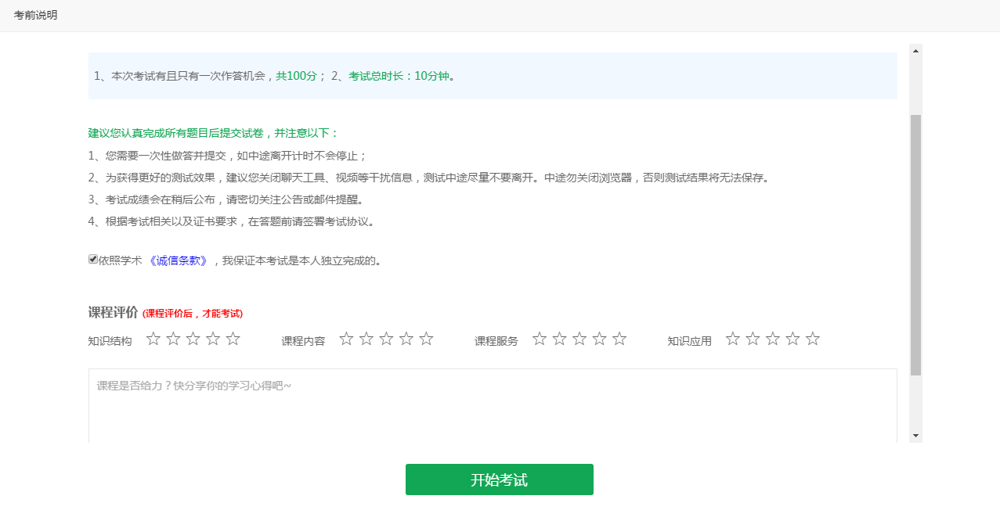 考前说明
1、本次考试有且只有一次作答机会，共100分； 2、考试总时长：10分钟。
建议您认真完成所有题目后提交试卷，并注意以下：
1、您需要一次性做答并提交，如中途离开计时不会停止；
2、为获得更好的测试效果，建议您关闭聊天工具、视频等干扰信息，测试中途尽量不要离开。中途勿关闭浏览器，否则测试结果将无法保存。
3、考试成绩会在稍后公布，请密切关注公告或邮件提醒。
4、根据考试相关以及证书要求，在答题前请签署考试协议。
依照学术 《诚信条款》 ，我保证本考试是本人独立完成的。
课程评价 (课程评价后，才能考试)
知识结构 ☆☆☆☆☆ 课程内容 ☆☆☆☆☆ 课程服务 ☆☆☆☆☆ 知识应用 ☆☆☆☆☆
课程是否给力？快分享你的学习心得吧~
开始考试